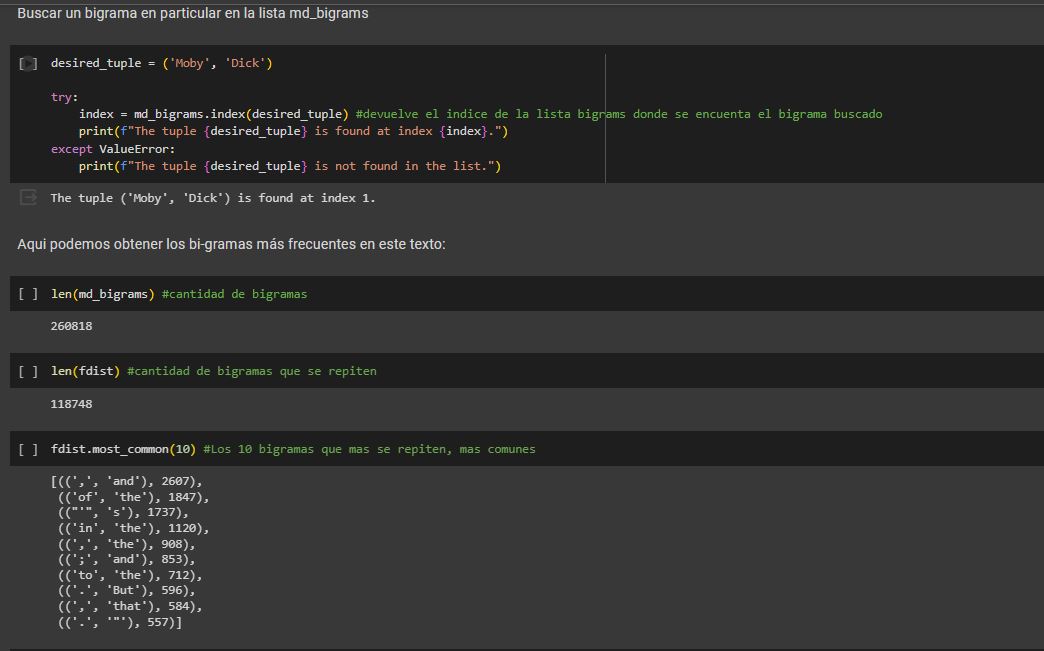 Buscar un bigrama en particular en la lista md_bigrams
[ ] desired_tuple = ('Moby', 'Dick')
try:
index = md_bigrams.index(desired_tuple) #devuelve el indice de la lista bigrams donde se encuenta el bigrama buscado
print(f"The tuple {desired_tuple} is found at index {index}.")
except ValueError:
print(f"The tuple {desired_tuple} is not found in the list.")
The tuple ('Moby', 'Dick') is found at index 1.
Aqui podemos obtener los bi-gramas más frecuentes en este texto:
[ ] len(md_bigrams) #cantidad de bigramas
260818
[ ] len(fdist) #cantidad de bigramas que se repiten
118748
[ ] fdist.most_common(10) #Los 10 bigramas que mas se repiten, mas comunes
[((',', 'and'), 2607),
(('of', 'the'), 1847),
(("'", 's'), 1737),
(('in', 'the'), 1120),
((',', 'the'), 908),
((';', 'and'), 853),
(('to', 'the'), 712),
(('.', 'But'), 596),
((',', 'that'), 584),
(('.', '"'), 557)]